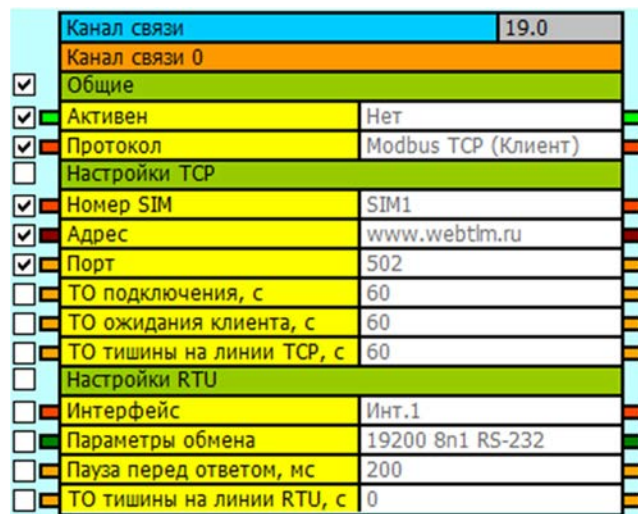 Канал связи 19.0
Канал связи 0
Общие
Активен Нет
Протокол Modbus TCP (Клиент)
Настройки TCP
Номер SIM SIM1
Адрес www.webtlm.ru
Порт 502
ТО подключения, с 60
ТО ожидания клиента, с 60
ТО тишины на линии TCP, с 60
Настройки RTU
Интерфейс Инт.1
Параметры обмена 19200 8n1 RS-232
Пауза перед ответом, мс 200
ТО тишины на линии RTU, с 0